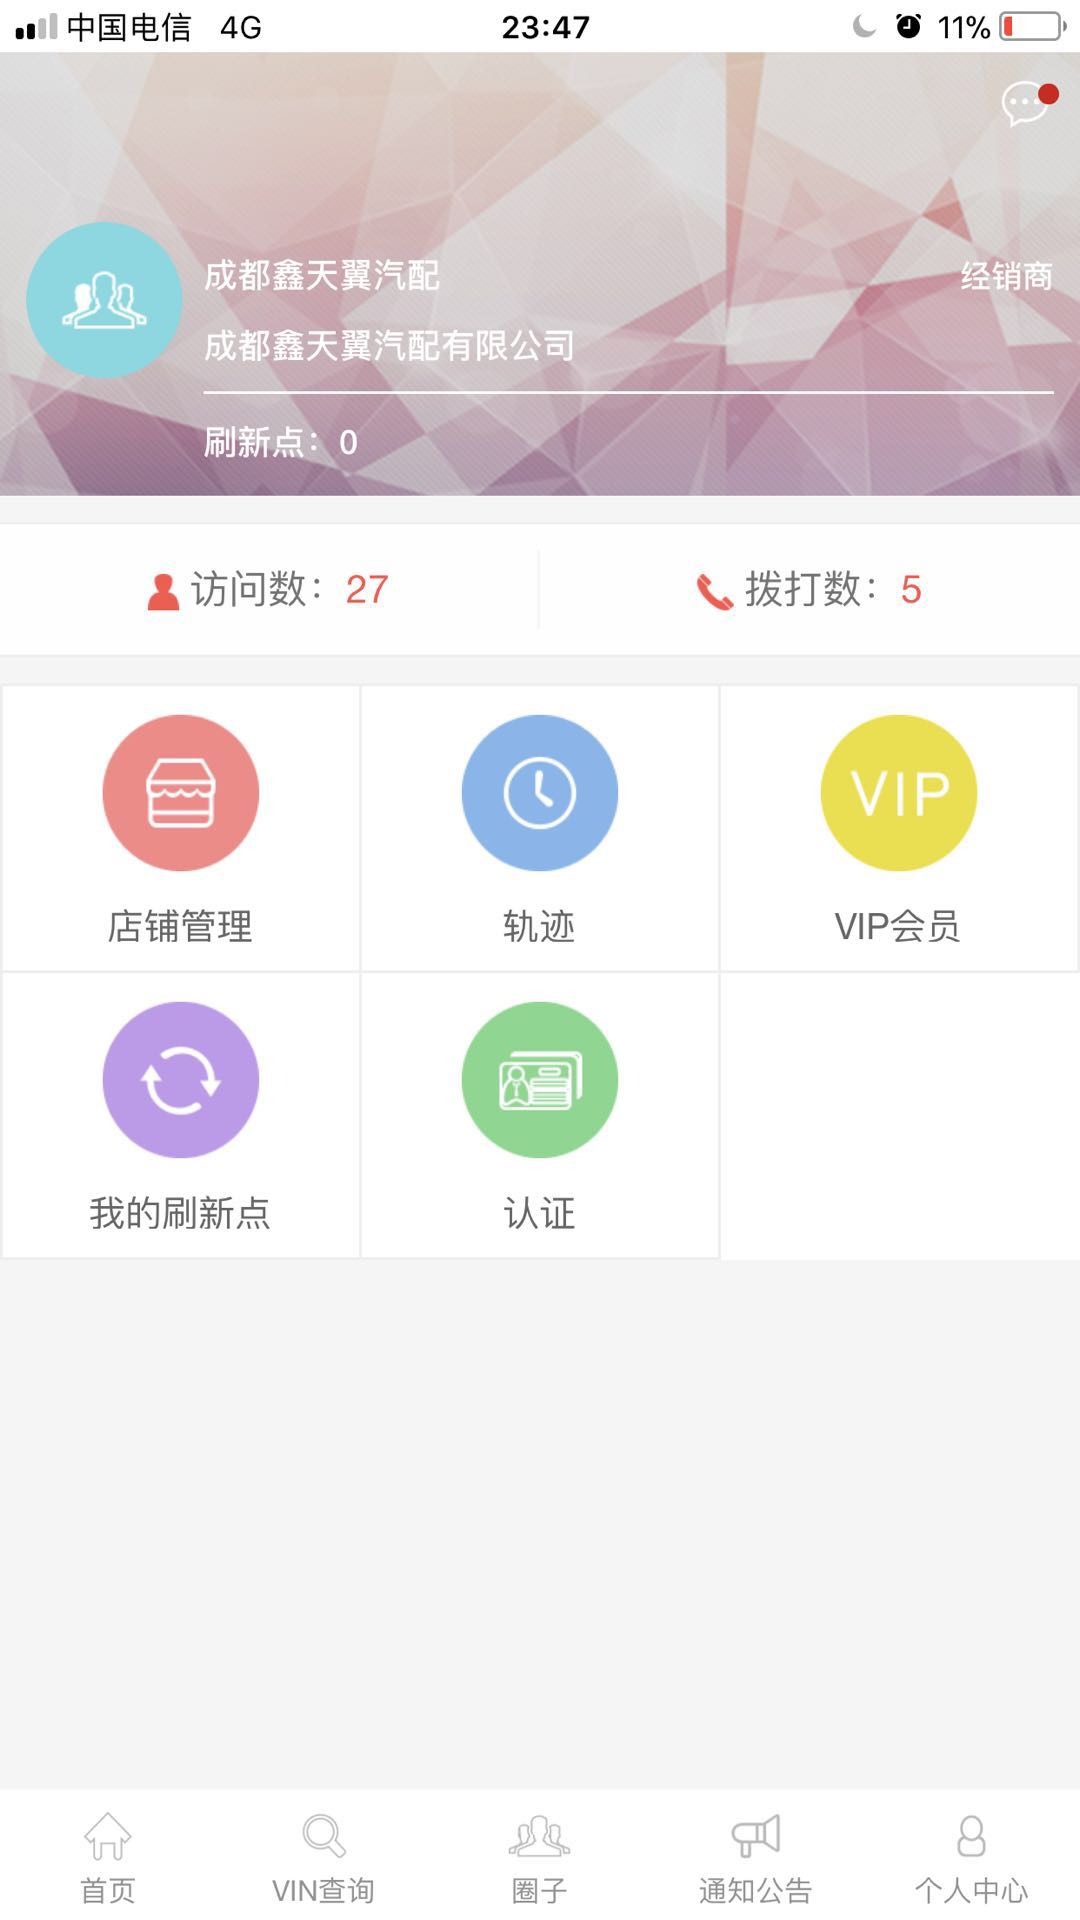 中国电信 4G 23:47 11%
成都鑫天翼汽配 经销商
成都鑫天翼汽配有限公司
刷新点：0
访问数：27 拨打数：5
VIP
店铺管理 轨迹 VIP会员
我的刷新点 认证
首页 VIN查询 圈子 通知公告 个人中心